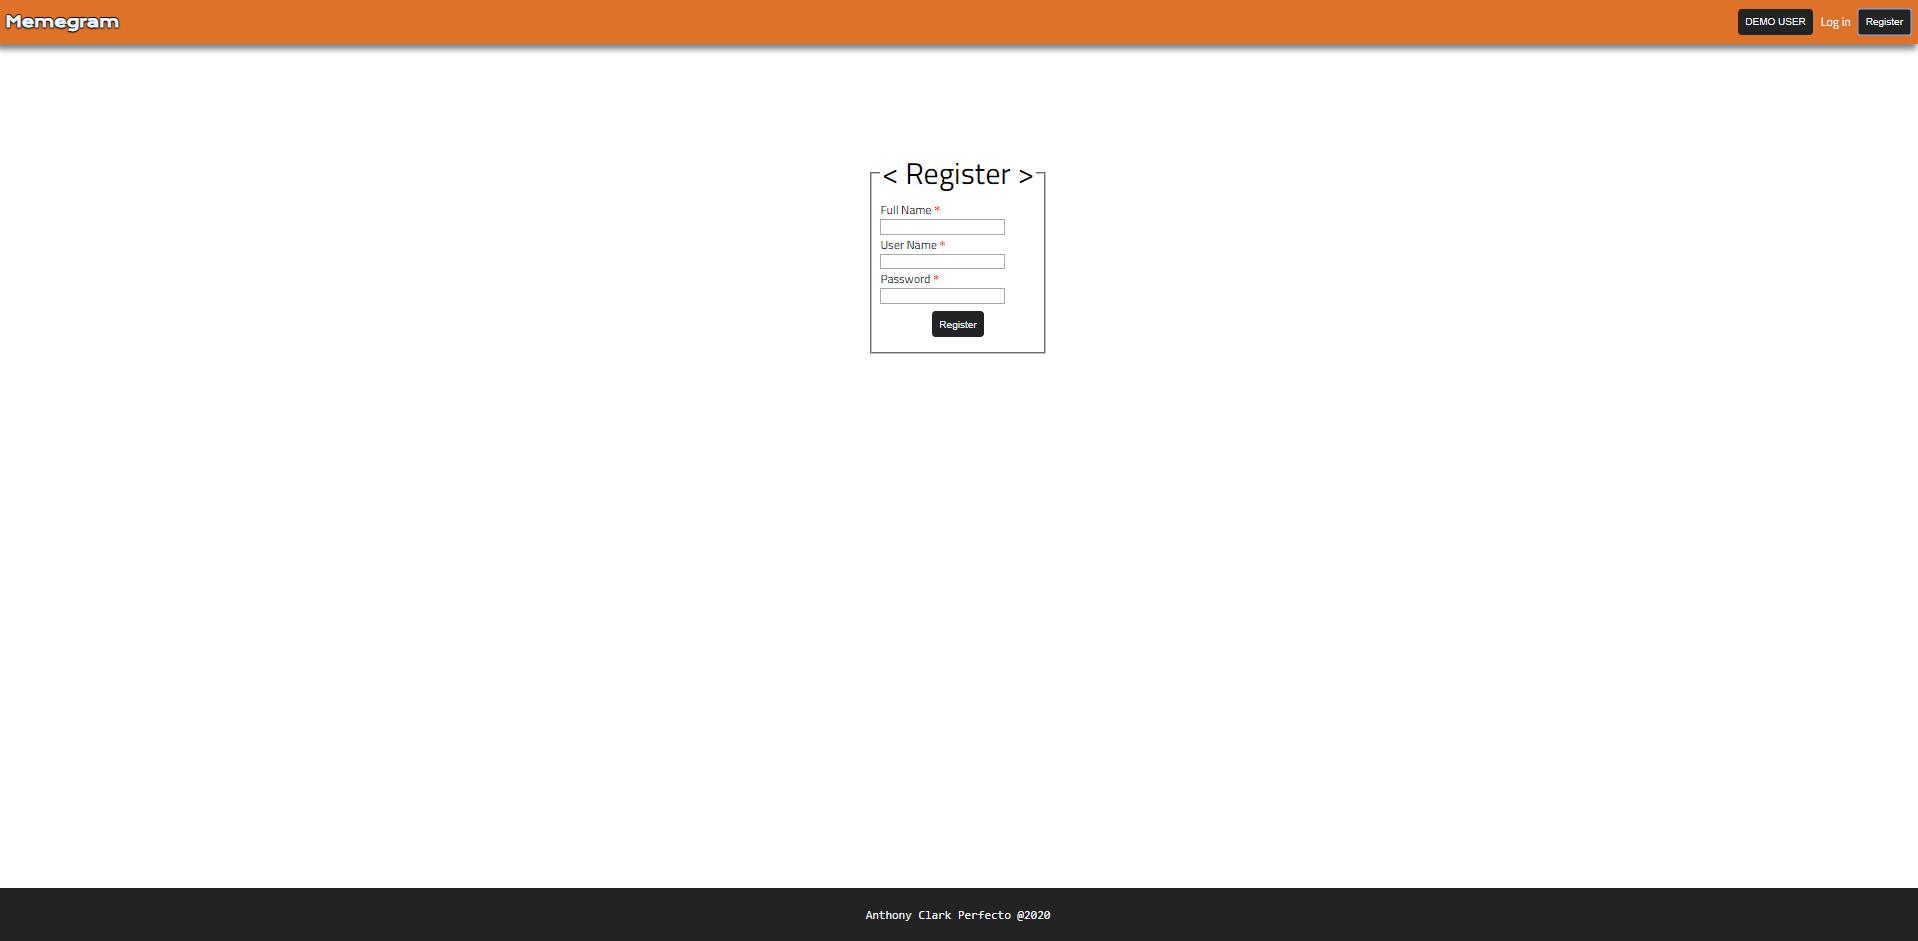 Memegram
DEMO USER Log in Register
< Register >
Full Name *
User Name *
Password *
Register
Anthony Clark Perfecto @2020